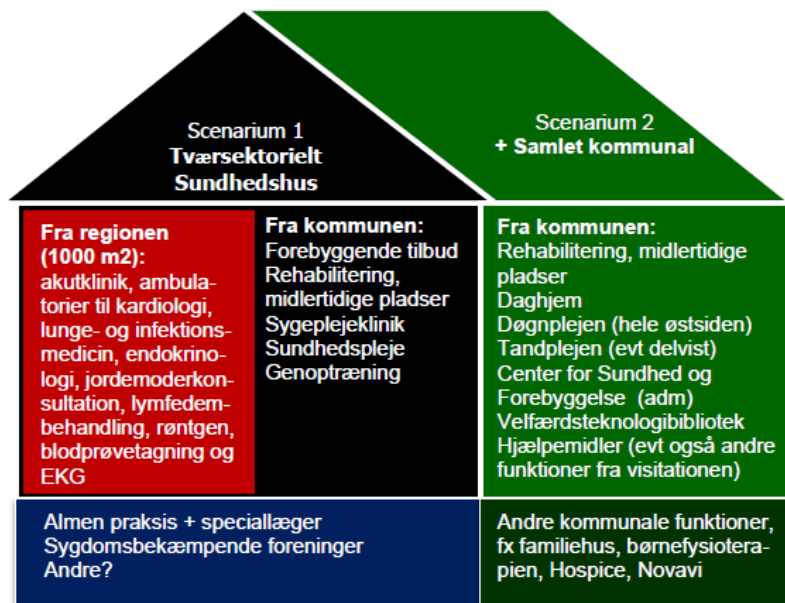 Scenarium 1
Tværsektorielt
Sundhedshus
Scenarium 2
+ Samlet kommunal
Fra regionen
(1000 m2):
akutklinik, ambula-
torier til kardiologi,
lunge- og infektions-
medicin, endokrino-
logi, jordemoderkon-
sultation, lymfedem-
behandling, røntgen,
blodprøvetagning og
EKG
Fra kommunen:
Forebyggende tilbud
Rehabilitering,
midlertidige pladser
Sygeplejeklinik
Sundhedspleje
Genoptræning
Fra kommunen:
Rehabilitering, midlertidige
pladser
Daghjem
Døgnplejen (hele østsiden)
Tandplejen (evt delvist)
Center for Sundhed og
Forebyggelse (adm)
Velfærdsteknologibibliotek
Hjælpemidler (evt også andre
funktioner fra visitationen)
Almen praksis + speciallæger
Sygdomsbekæmpende foreninger
Andre?
Andre kommunale funktioner,
fx familiehus, børnefysiotera-
pien, Hospice, Novavi